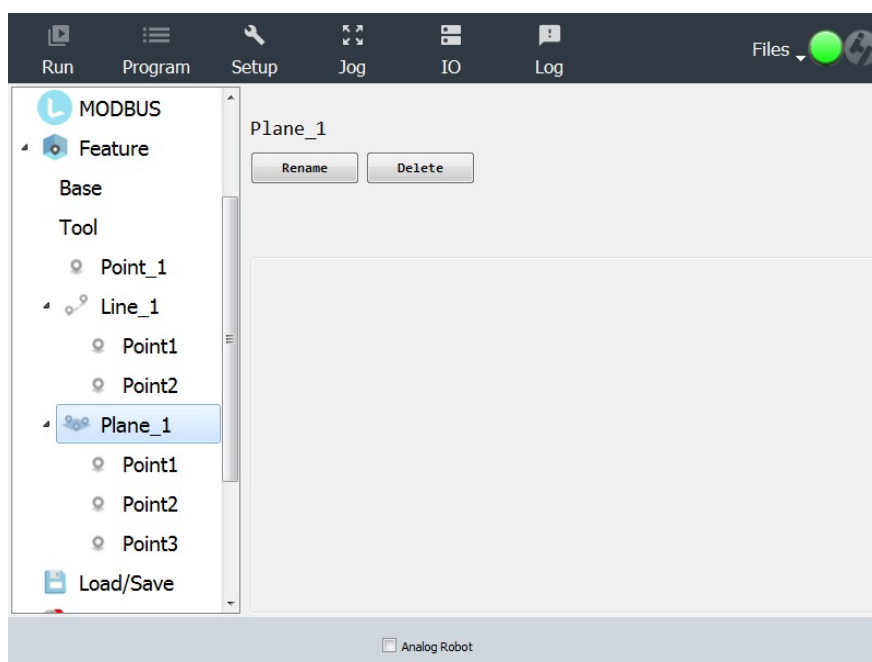 Run Program Setup Jog IO Log Files
MODBUS
Feature
Base
Tool
Point_1
Line_1
Point1
Point2
Plane_1
Point1
Point2
Point3
Load/Save
Plane_1
Rename Delete
Analog Robot